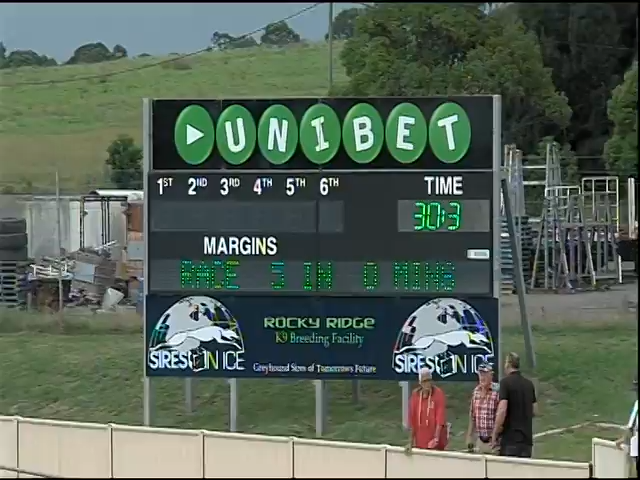 UNIBET
1ST 2ND 3RD 4TH 5TH 6TH TIME
30:3
MARGINS
RACE 5 IN 0 MINS
SIRES ON ICE
ROCKY RIDGE
K9 Breeding Facility
Greyhound Sires of Tomorrows Future
SIRES ON ICE